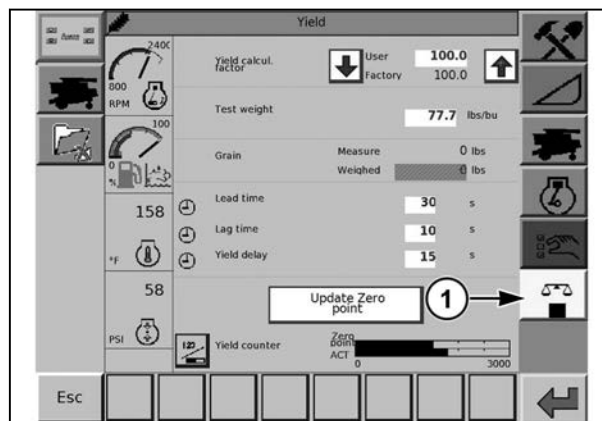 Yield
2400
800
RPM
Yield calcul.
factor
User
100.0
Factory
100.0
Test weight
77.7
lbs/bu
100
0
%
Grain
Measure
0 lbs
Weighed
0 lbs
158
°F
Lead time
30
s
Lag time
10
s
Yield delay
15
s
58
PSI
Update Zero
point
1
123
Yield counter
Zero
point
ACT
0
3000
Esc